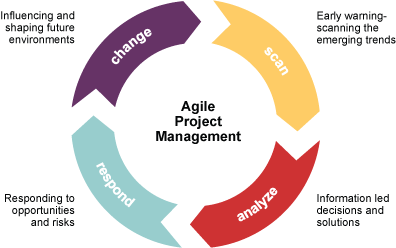 Influencing and
shaping future
environments
change
scan
Early warning-
scanning the
emerging trends
Agile
Project
Management
Responding to
opportunities
and risks
respond
analyze
Information led
decisions and
solutions